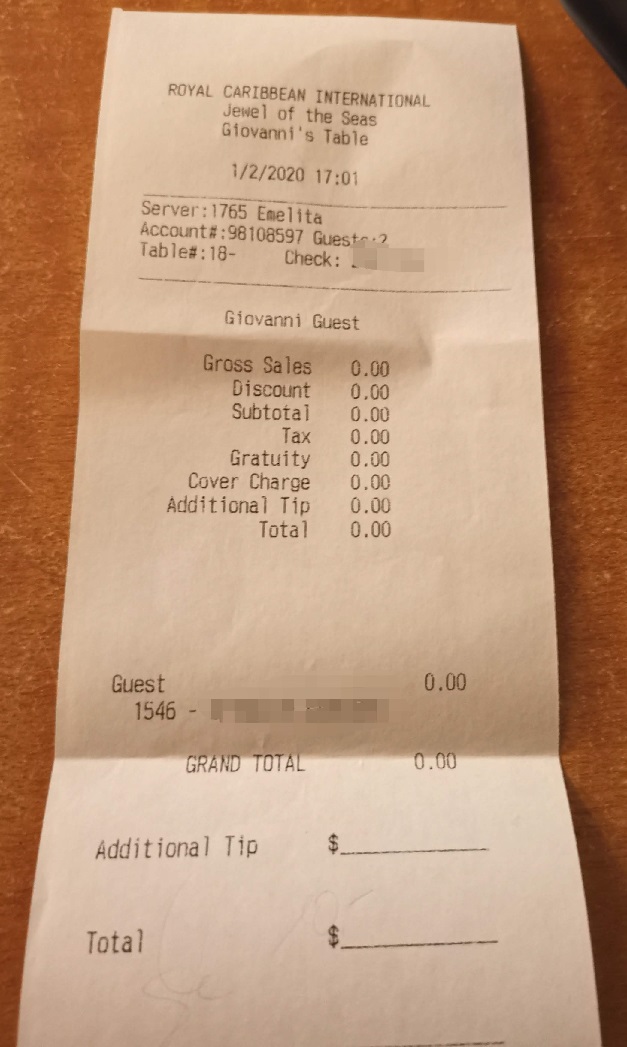 ROYAL CARIBBEAN INTERNATIONAL
Jewel of the Seas
Giovanni's Table
1/2/2020 17:01
Server:1765 Emelita
Account#:98108597 Guests:2
Table#:18- Check:
Giovanni Guest
Gross Sales 0.00
Discount 0.00
Subtotal 0.00
Tax 0.00
Gratuity 0.00
Cover Charge 0.00
Additional Tip 0.00
Total 0.00
Guest 0.00
1546 -
GRAND TOTAL 0.00
Additional Tip $
Total $